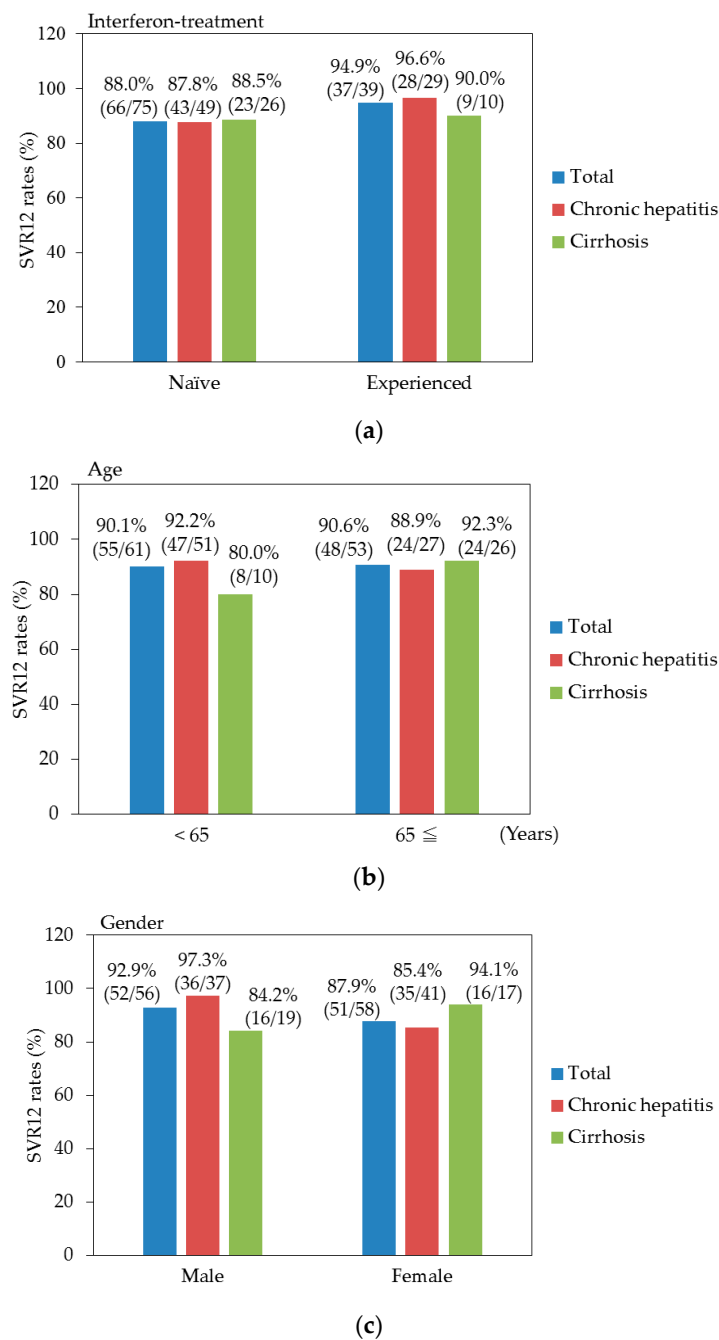 Interferon-treatment
120
100
80
60
40
20
0
SVR12 rates (%)
88.0%
(66/75)
87.8%
(43/49)
88.5%
(23/26)
94.9%
(37/39)
96.6%
(28/29)
90.0%
(9/10)
Naïve
Experienced
Total
Chronic hepatitis
Cirrhosis
(a)
Age
120
100
80
60
40
20
0
SVR12 rates (%)
90.1%
(55/61)
92.2%
(47/51)
80.0%
(8/10)
90.6%
(48/53)
88.9%
(24/27)
92.3%
(24/26)
< 65
65 ≦
(Years)
Total
Chronic hepatitis
Cirrhosis
(b)
Gender
120
100
80
60
40
20
0
SVR12 rates (%)
92.9%
(52/56)
97.3%
(36/37)
84.2%
(16/19)
87.9%
(51/58)
85.4%
(35/41)
94.1%
(16/17)
Male
Female
Total
Chronic hepatitis
Cirrhosis
(c)